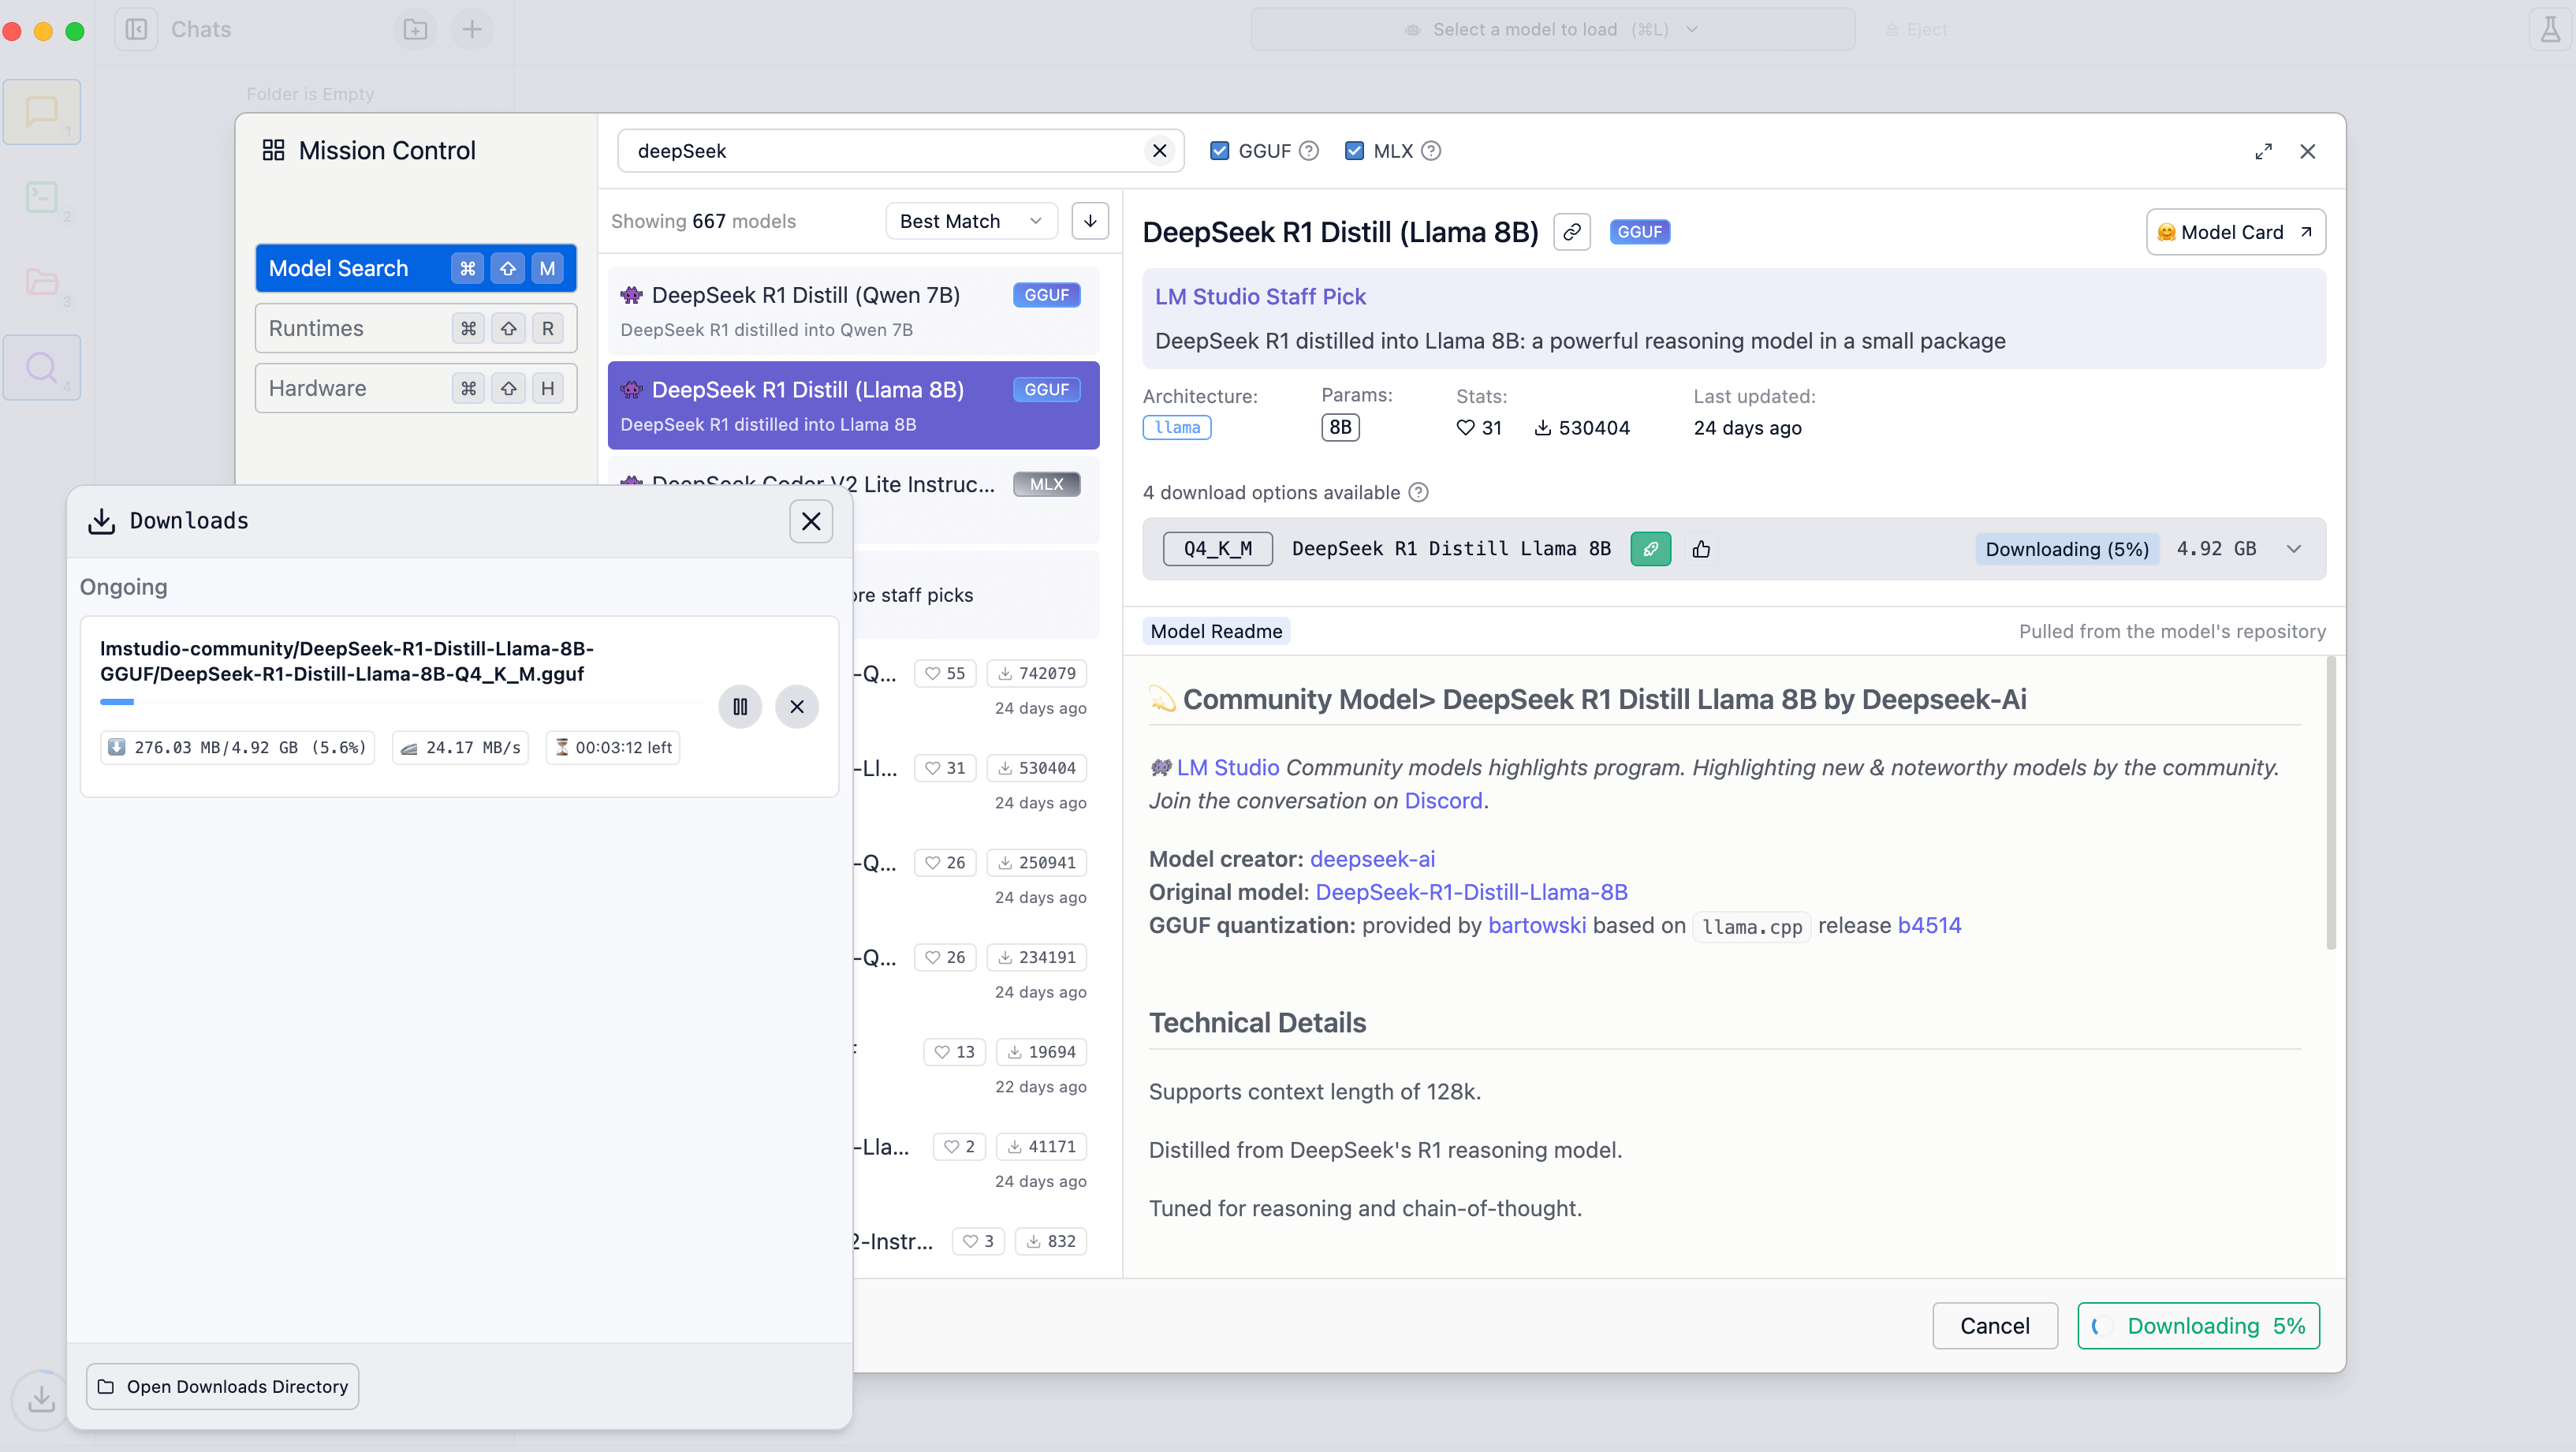 Chats
Select a model to load (⌘L)
Eject
Folder is Empty
1
2
3
4
Mission Control
Model Search ⌘ ⇧ M
Runtimes ⌘ ⇧ R
Hardware ⌘ ⇧ H
deepSeek
GGUF ? MLX ?
Showing 667 models
Best Match
DeepSeek R1 Distill (Qwen 7B) GGUF
DeepSeek R1 distilled into Qwen 7B
DeepSeek R1 Distill (Llama 8B) GGUF
DeepSeek R1 distilled into Llama 8B
DeepSeek Coder V2 Lite Instruc... MLX
staff picks
-Q... 55 742079
24 days ago
-Ll... 31 530404
24 days ago
-Q... 26 250941
24 days ago
-Q... 26 234191
24 days ago
13 19694
22 days ago
-Lla... 2 41171
24 days ago
2-Instr... 3 832
Downloads
Ongoing
lmstudio-community/DeepSeek-R1-Distill-Llama-8B-
GGUF/DeepSeek-R1-Distill-Llama-8B-Q4_K_M.gguf
276.03 MB/4.92 GB (5.6%) 24.17 MB/s 00:03:12 left
Open Downloads Directory
DeepSeek R1 Distill (Llama 8B) GGUF
Model Card
LM Studio Staff Pick
DeepSeek R1 distilled into Llama 8B: a powerful reasoning model in a small package
Architecture: Params: Stats: Last updated:
llama 8B 31 530404 24 days ago
4 download options available ?
Q4_K_M DeepSeek R1 Distill Llama 8B Downloading (5%) 4.92 GB
Model Readme Pulled from the model's repository
💫 Community Model> DeepSeek R1 Distill Llama 8B by Deepseek-Ai
👾 LM Studio Community models highlights program. Highlighting new & noteworthy models by the community.
Join the conversation on Discord.
Model creator: deepseek-ai
Original model: DeepSeek-R1-Distill-Llama-8B
GGUF quantization: provided by bartowski based on llama.cpp release b4514
Technical Details
Supports context length of 128k.
Distilled from DeepSeek's R1 reasoning model.
Tuned for reasoning and chain-of-thought.
Cancel
Downloading 5%